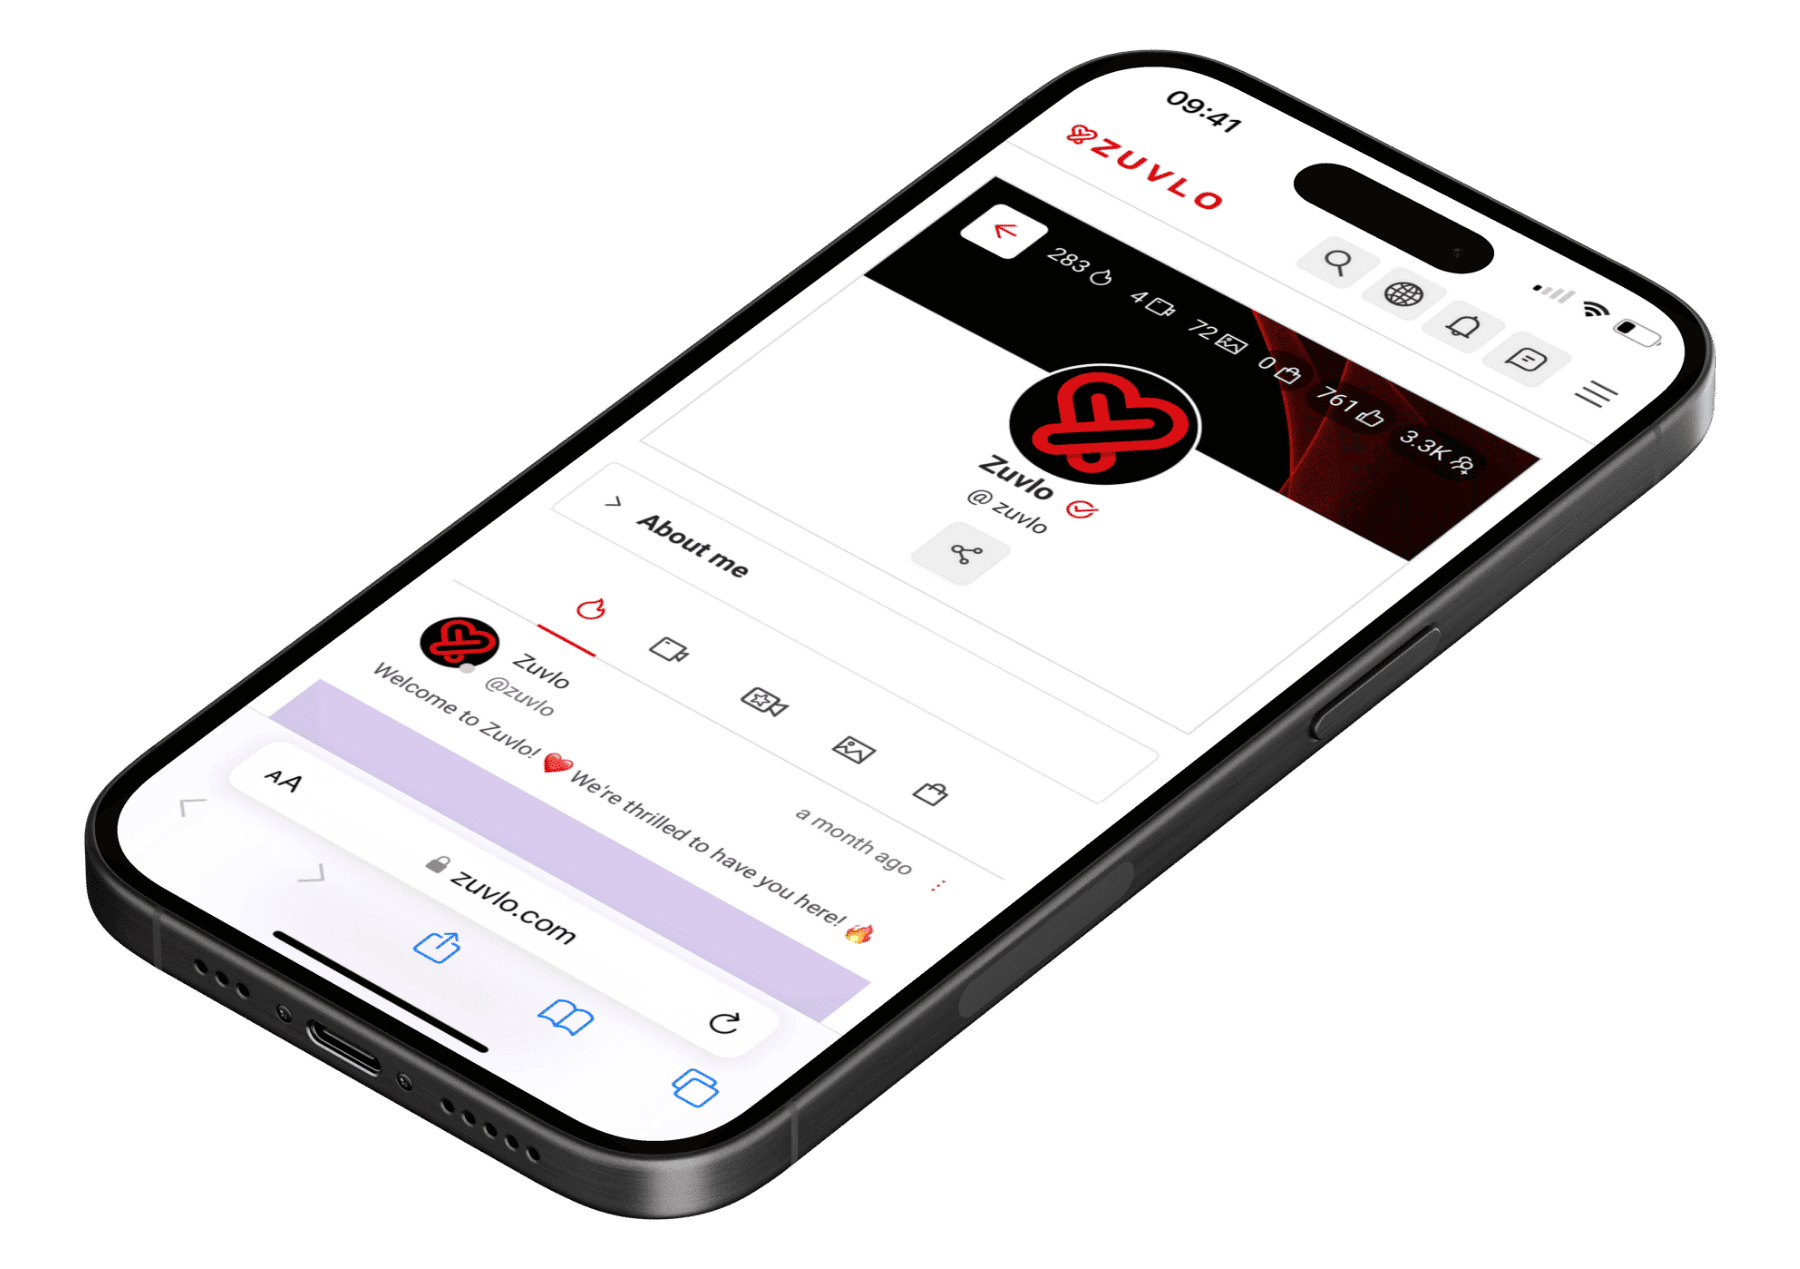 09:41
ZUVLO
283
4
72
0
761
3.3K
Zuvlo
@zuvlo
About me
Zuvlo
@zuvlo
a month ago
Welcome to Zuvlo! ❤️ We're thrilled to have you here! 🔥
AA
zuvlo.com